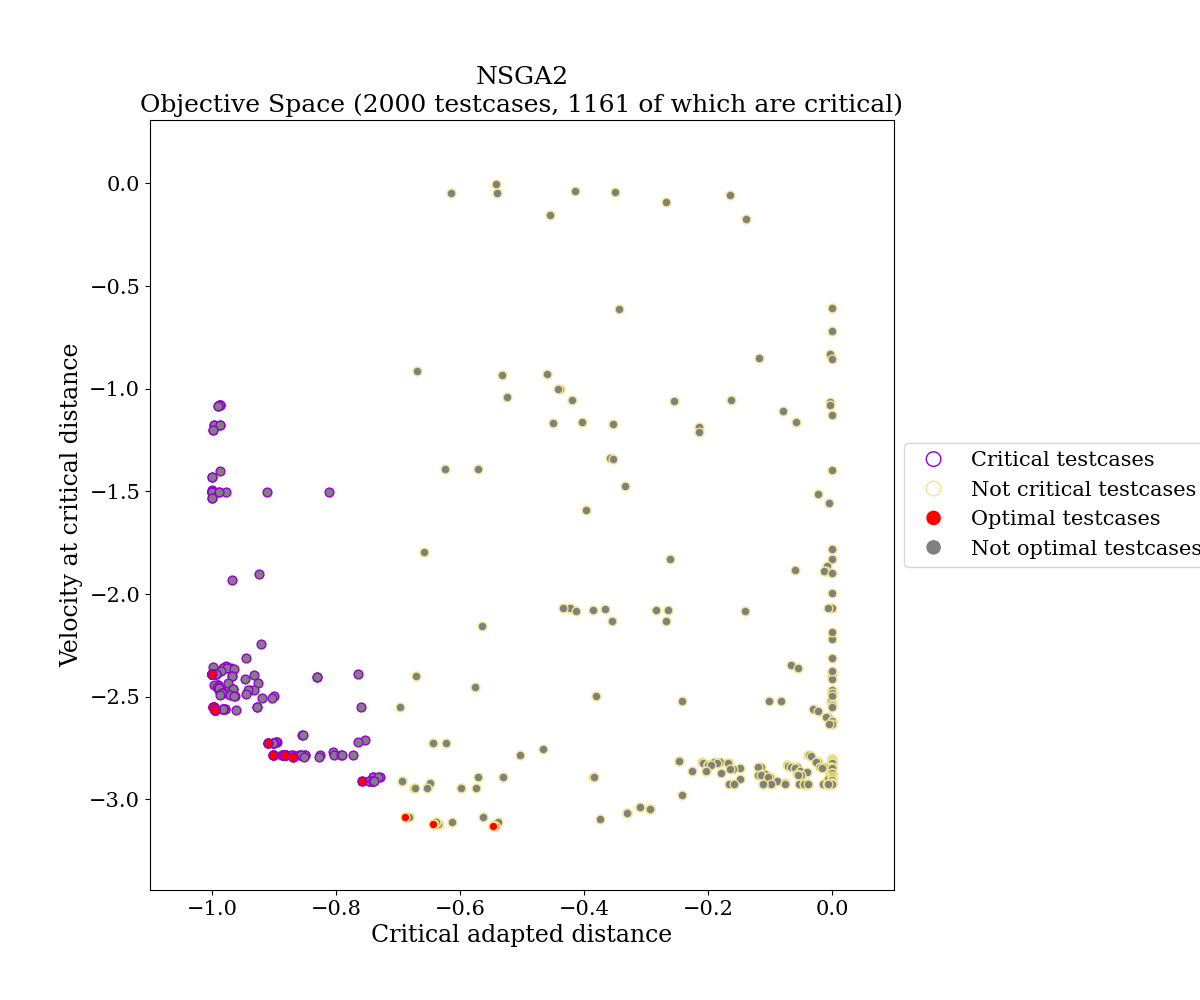 NSGA2
Objective Space (2000 testcases, 1161 of which are critical)
0.0
−0.5
−1.0
−1.5
−2.0
−2.5
−3.0
Velocity at critical distance
−1.0
−0.8
−0.6
−0.4
−0.2
0.0
Critical adapted distance
Critical testcases
Not critical testcases
Optimal testcases
Not optimal testcases